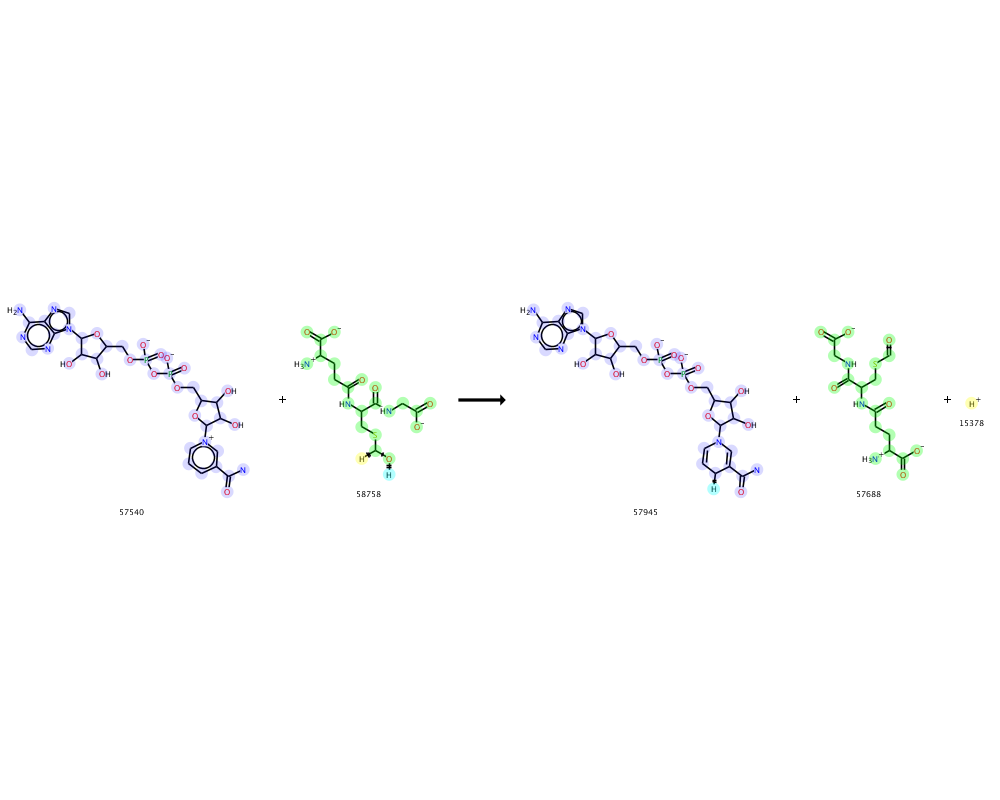 H₂N N N N N O HO OH O O⁻ P O O O⁻ P O O OH O OH N⁺ N O
57540
+
O O⁻ H₃N⁺ O HN O HN O O⁻ S H O H
58758
+
H₂N N N N N O HO OH O O⁻ P O O O⁻ P O O OH O OH N N O H
57945
+
O O⁻ NH O O S HN O H₃N⁺ O⁻ O
57688
+
H⁺
15378